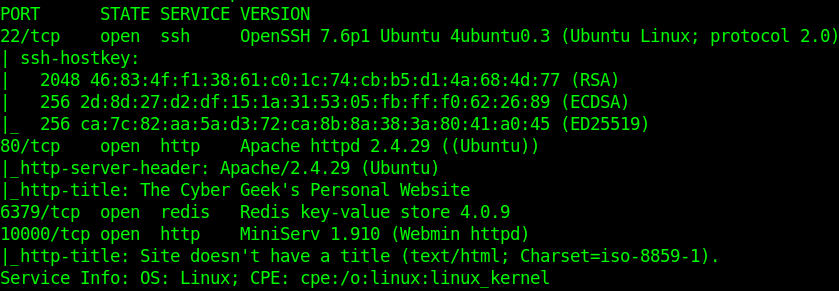 PORT      STATE SERVICE VERSION
22/tcp    open  ssh     OpenSSH 7.6p1 Ubuntu 4ubuntu0.3 (Ubuntu Linux; protocol 2.0)
| ssh-hostkey:
|   2048 46:83:4f:f1:38:61:c0:1c:74:cb:b5:d1:4a:68:4d:77 (RSA)
|   256 2d:8d:27:d2:df:15:1a:31:53:05:fb:ff:f0:62:26:89 (ECDSA)
|_  256 ca:7c:82:aa:5a:d3:72:ca:8b:8a:38:3a:80:41:a0:45 (ED25519)
80/tcp    open  http    Apache httpd 2.4.29 ((Ubuntu))
|_http-server-header: Apache/2.4.29 (Ubuntu)
|_http-title: The Cyber Geek's Personal Website
6379/tcp  open  redis   Redis key-value store 4.0.9
10000/tcp open  http    MiniServ 1.910 (Webmin httpd)
|_http-title: Site doesn't have a title (text/html; Charset=iso-8859-1).
Service Info: OS: Linux; CPE: cpe:/o:linux:linux_kernel